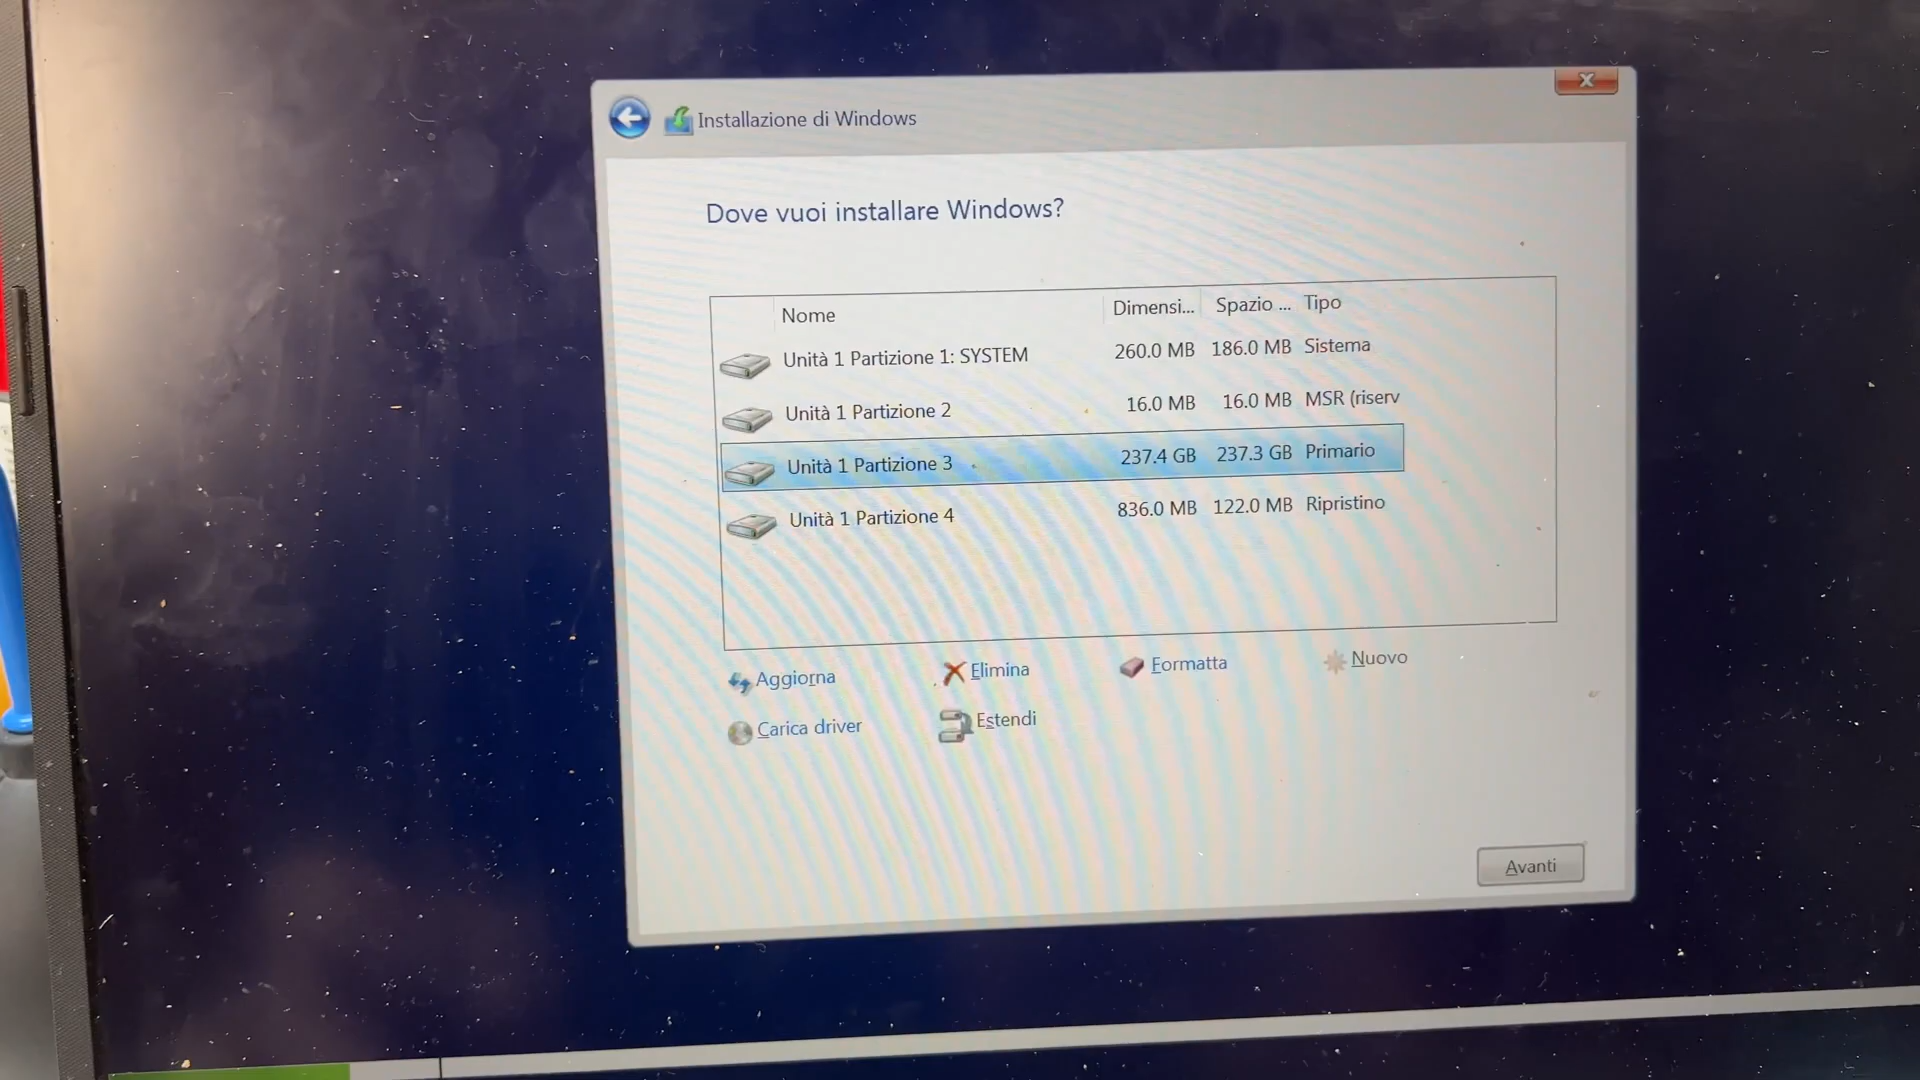 Installazione di Windows
Dove vuoi installare Windows?
Nome Dimensi... Spazio ... Tipo
Unità 1 Partizione 1: SYSTEM 260.0 MB 186.0 MB Sistema
Unità 1 Partizione 2 16.0 MB 16.0 MB MSR (riserv
Unità 1 Partizione 3 237.4 GB 237.3 GB Primario
Unità 1 Partizione 4 836.0 MB 122.0 MB Ripristino
Aggiorna Elimina Formatta Nuovo
Carica driver Estendi
Avanti